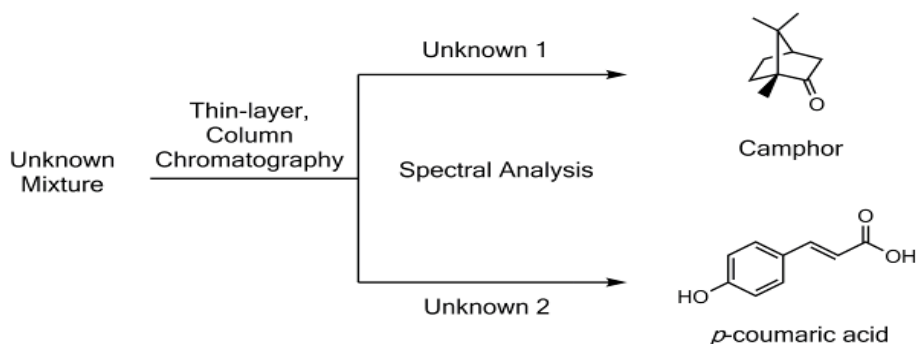 Unknown
Mixture
Thin-layer,
Column
Chromatography
Unknown 1
Spectral Analysis
Unknown 2
O
Camphor
O
OH
HO
p-coumaric acid